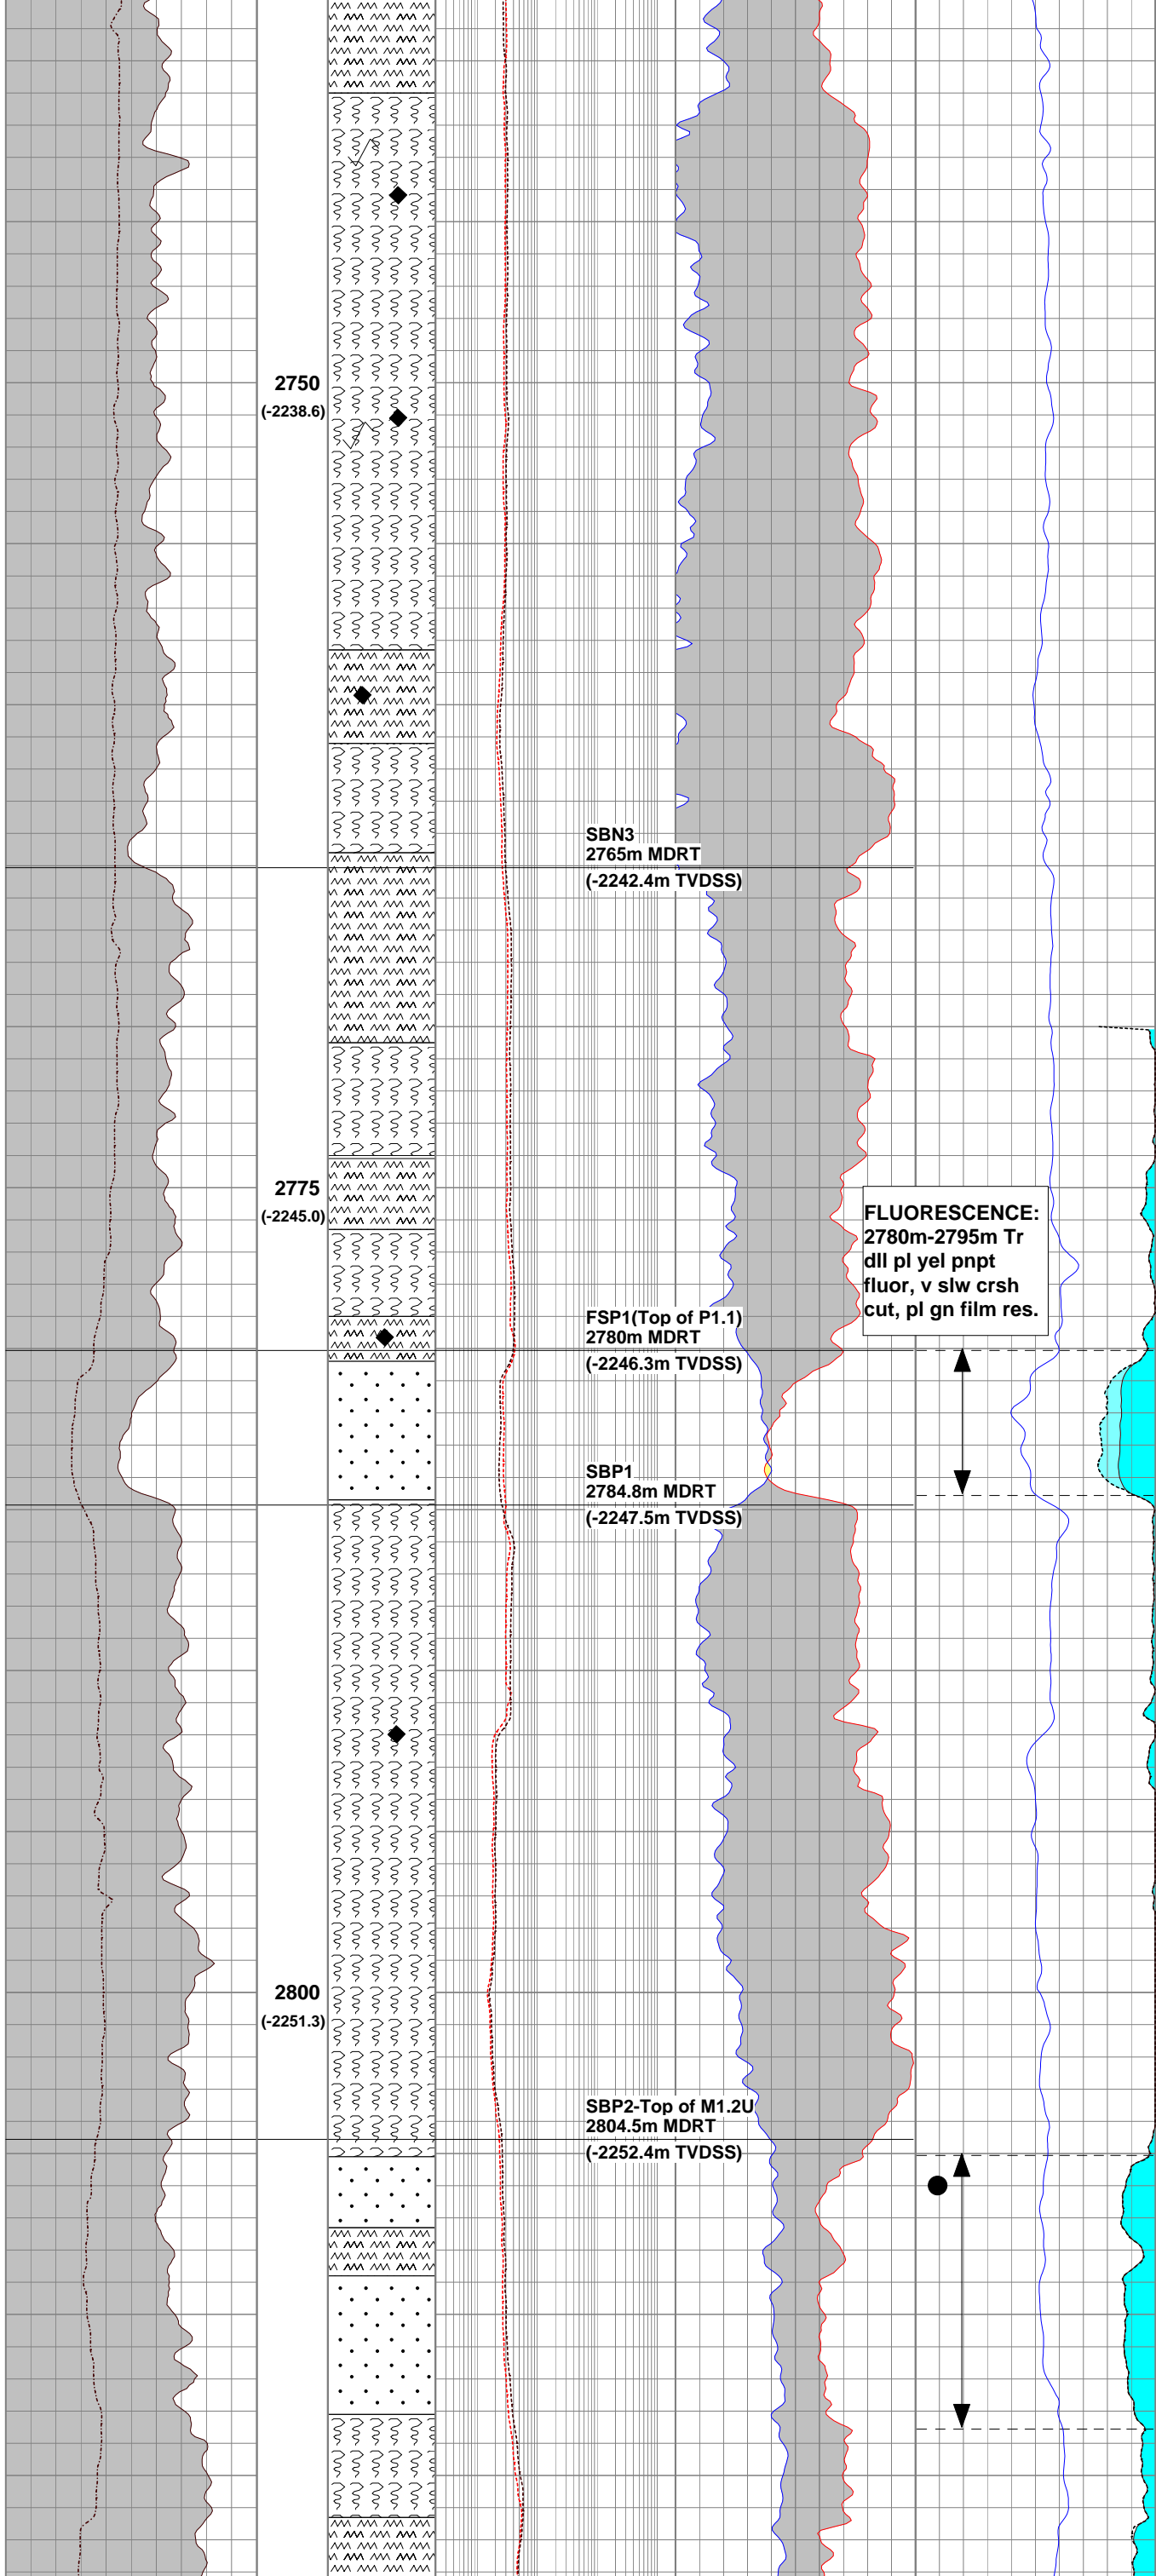 2750
(-2238.6)
SBN3
2765m MDRT
(-2242.4m TVDSS)
2775
(-2245.0)
FLUORESCENCE:
2780m-2795m Tr
dll pl yel pnpt
fluor, v slw crsh
cut, pl gn film res.
FSP1(Top of P1.1)
2780m MDRT
(-2246.3m TVDSS)
SBP1
2784.8m MDRT
(-2247.5m TVDSS)
2800
(-2251.3)
SBP2-Top of M1.2U
2804.5m MDRT
(-2252.4m TVDSS)